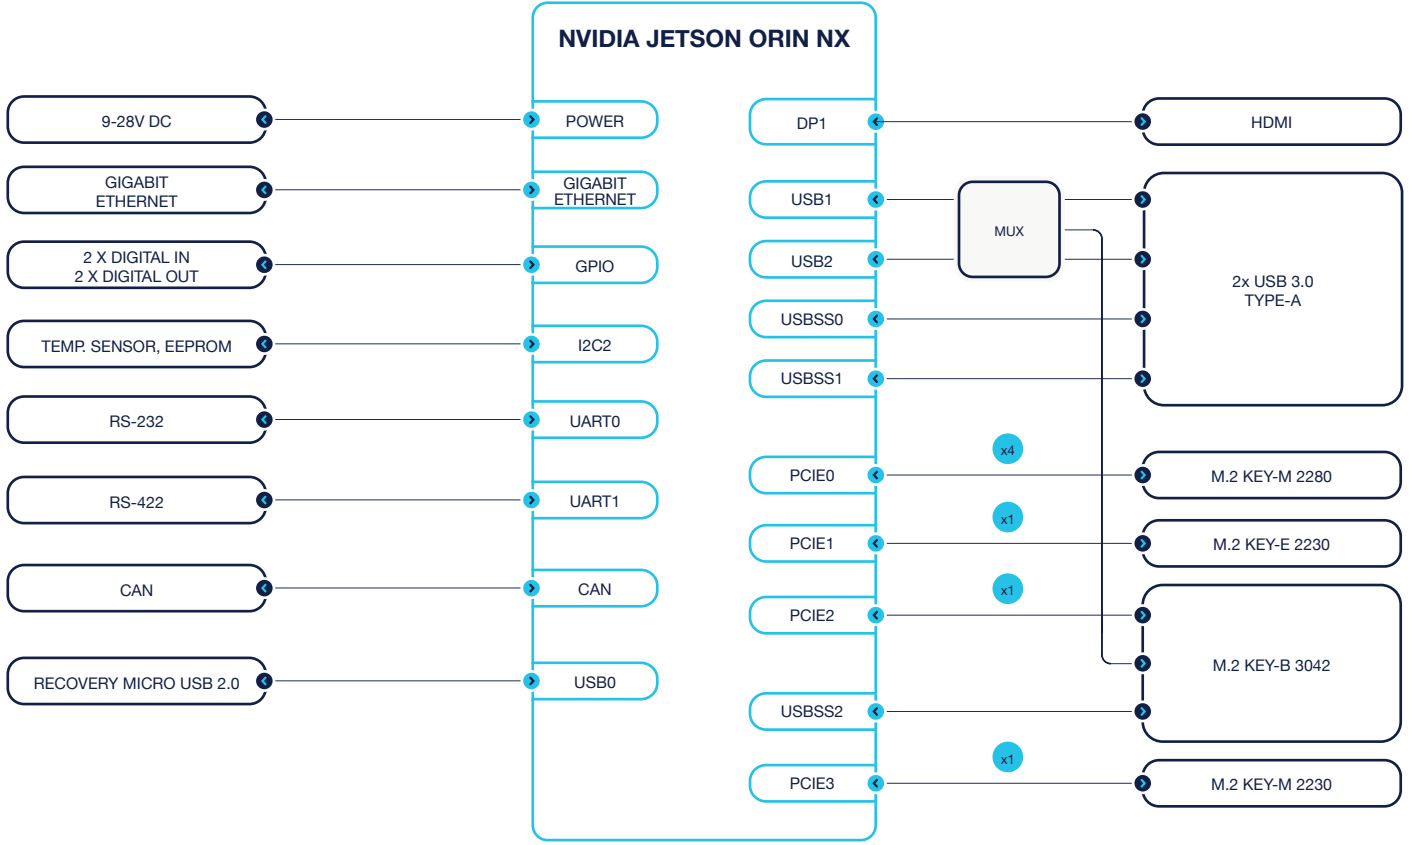 NVIDIA JETSON ORIN NX
9-28V DC
POWER
GIGABIT
ETHERNET
GIGABIT
ETHERNET
2 X DIGITAL IN
2 X DIGITAL OUT
GPIO
TEMP. SENSOR, EEPROM
I2C2
RS-232
UART0
RS-422
UART1
CAN
CAN
RECOVERY MICRO USB 2.0
USB0
DP1
HDMI
USB1
MUX
USB2
2x USB 3.0
TYPE-A
USBSS0
USBSS1
x4
PCIE0
M.2 KEY-M 2280
x1
PCIE1
M.2 KEY-E 2230
x1
PCIE2
M.2 KEY-B 3042
USBSS2
x1
PCIE3
M.2 KEY-M 2230